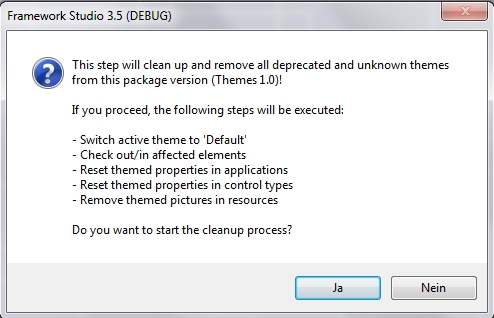 Framework Studio 3.5 (DEBUG)
This step will clean up and remove all deprecated and unknown themes
from this package version (Themes 1.0)!
If you proceed, the following steps will be executed:
- Switch active theme to 'Default'
- Check out/in affected elements
- Reset themed properties in applications
- Reset themed properties in control types
- Remove themed pictures in resources
Do you want to start the cleanup process?
Ja
Nein